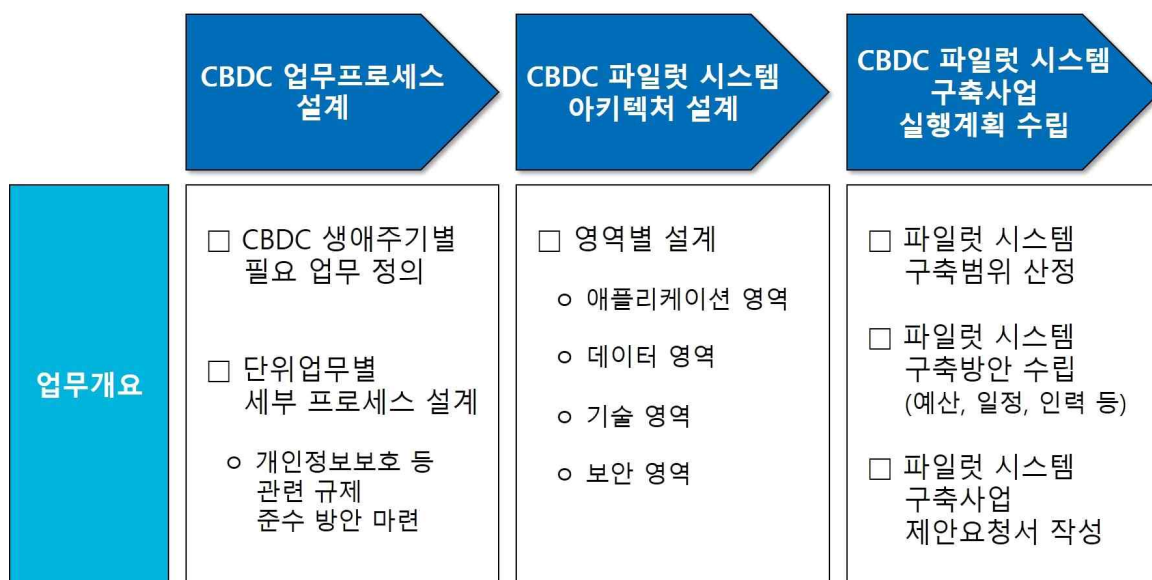 CBDC 업무프로세스
설계
CBDC 파일럿 시스템
아키텍처 설계
CBDC 파일럿 시스템
구축사업
실행계획 수립
업무개요
□ CBDC 생애주기별
필요 업무 정의
□ 단위업무별
세부 프로세스 설계
ㅇ 개인정보보호 등
관련 규제
준수 방안 마련
□ 영역별 설계
ㅇ 애플리케이션 영역
ㅇ 데이터 영역
ㅇ 기술 영역
ㅇ 보안 영역
□ 파일럿 시스템
구축범위 산정
□ 파일럿 시스템
구축방안 수립
(예산, 일정, 인력 등)
□ 파일럿 시스템
구축사업
제안요청서 작성